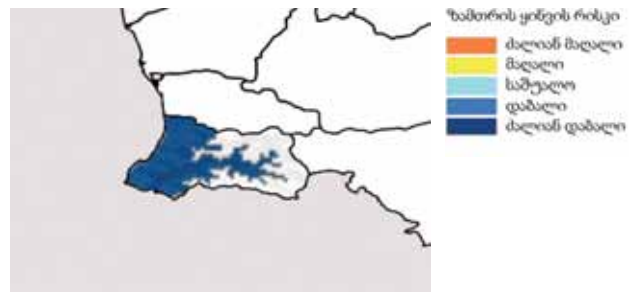 ზამთრის ყინვის რისკი
ძალიან მაღალი
მაღალი
საშუალო
დაბალი
ძალიან დაბალი